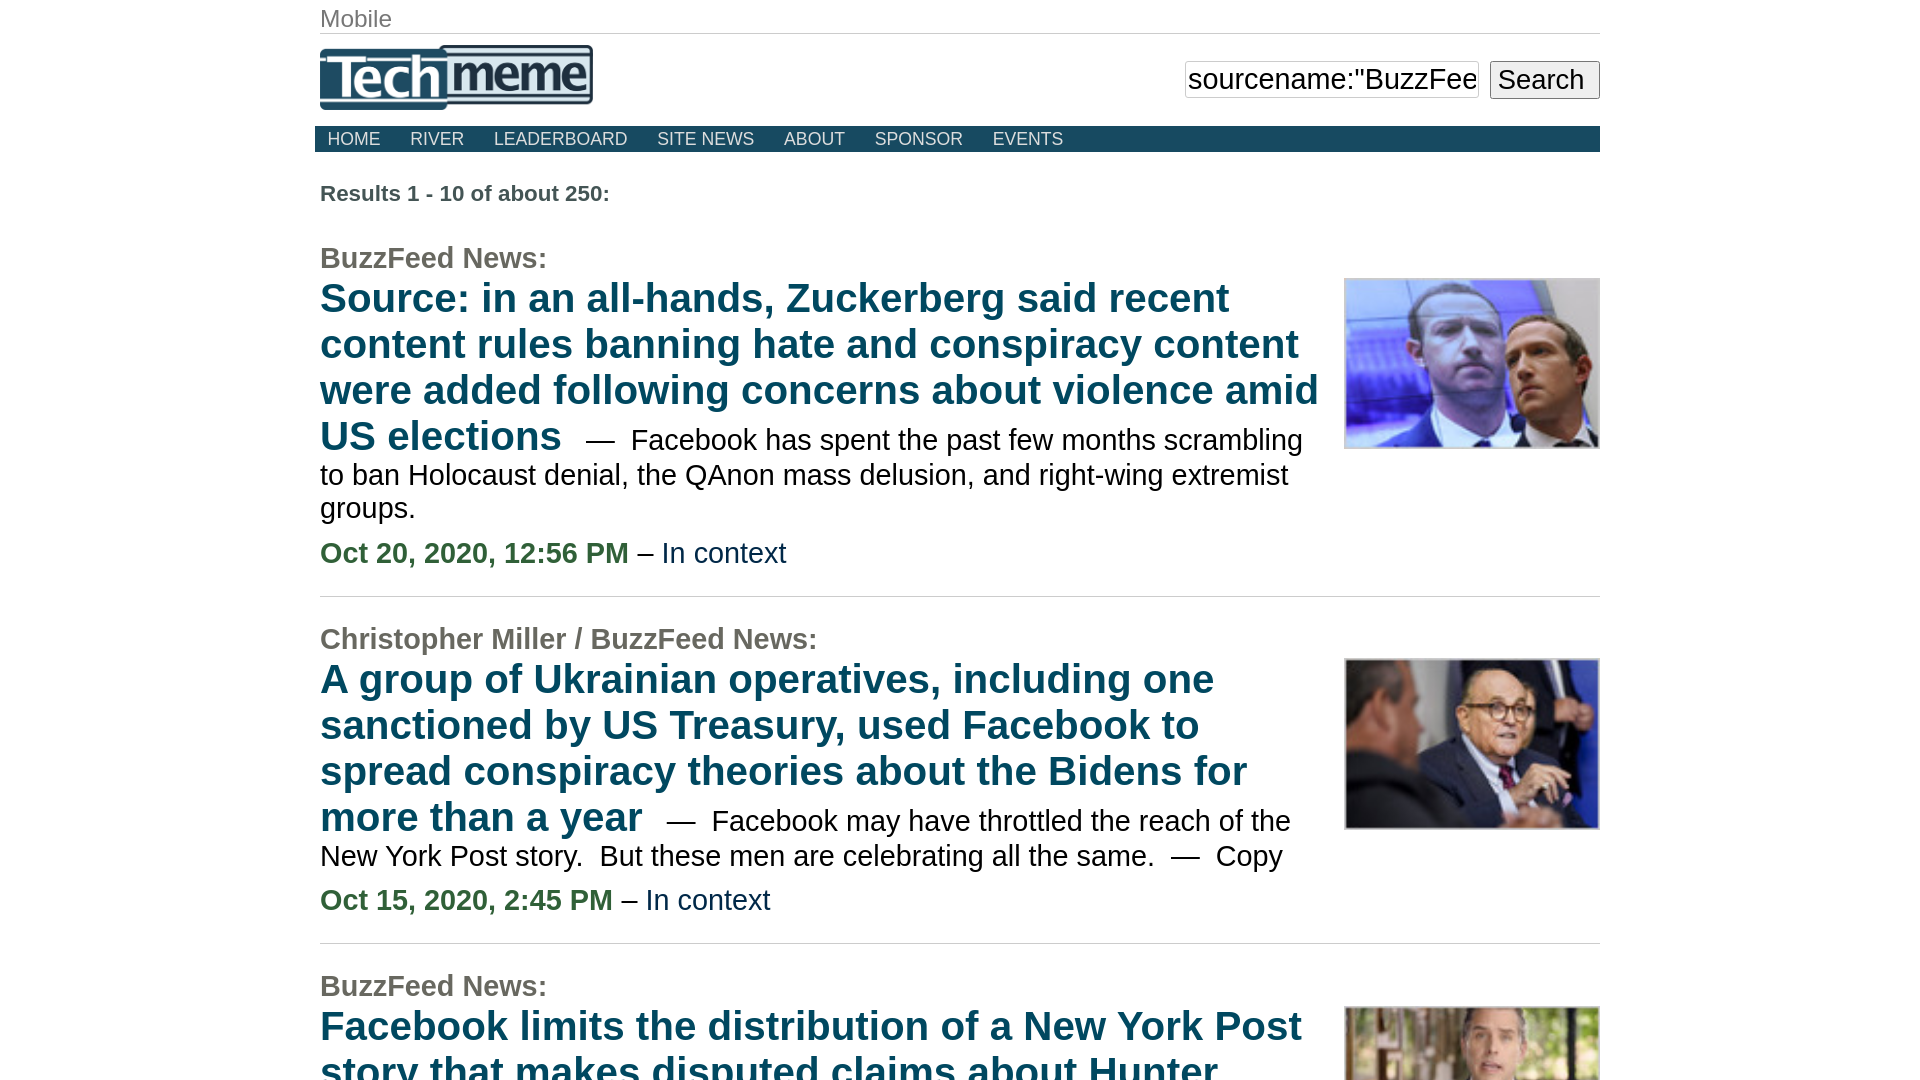 Mobile
Techmeme
sourcename:"BuzzFee
Search
HOME RIVER LEADERBOARD SITE NEWS ABOUT SPONSOR EVENTS
Results 1 - 10 of about 250:
BuzzFeed News:
Source: in an all-hands, Zuckerberg said recent
content rules banning hate and conspiracy content
were added following concerns about violence amid
US elections — Facebook has spent the past few months scrambling
to ban Holocaust denial, the QAnon mass delusion, and right-wing extremist
groups.
Oct 20, 2020, 12:56 PM – In context
Christopher Miller / BuzzFeed News:
A group of Ukrainian operatives, including one
sanctioned by US Treasury, used Facebook to
spread conspiracy theories about the Bidens for
more than a year — Facebook may have throttled the reach of the
New York Post story. But these men are celebrating all the same. — Copy
Oct 15, 2020, 2:45 PM – In context
BuzzFeed News:
Facebook limits the distribution of a New York Post
story that makes disputed claims about Hunter